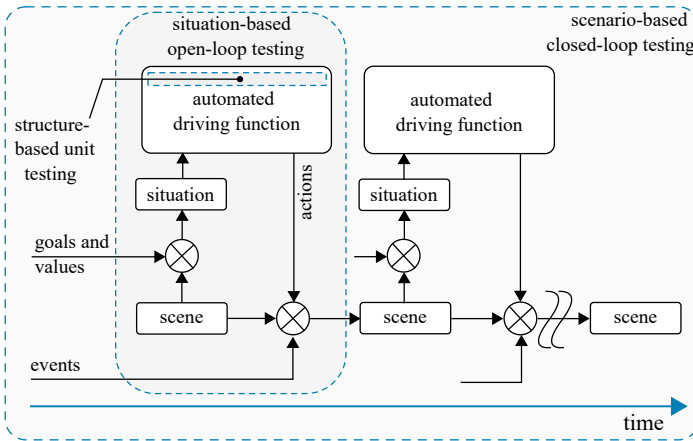 situation-based
open-loop testing
scenario-based
closed-loop testing
automated
driving function
automated
driving function
structure-
based unit
testing
situation
actions
situation
goals and
values
scene
scene
scene
events
time